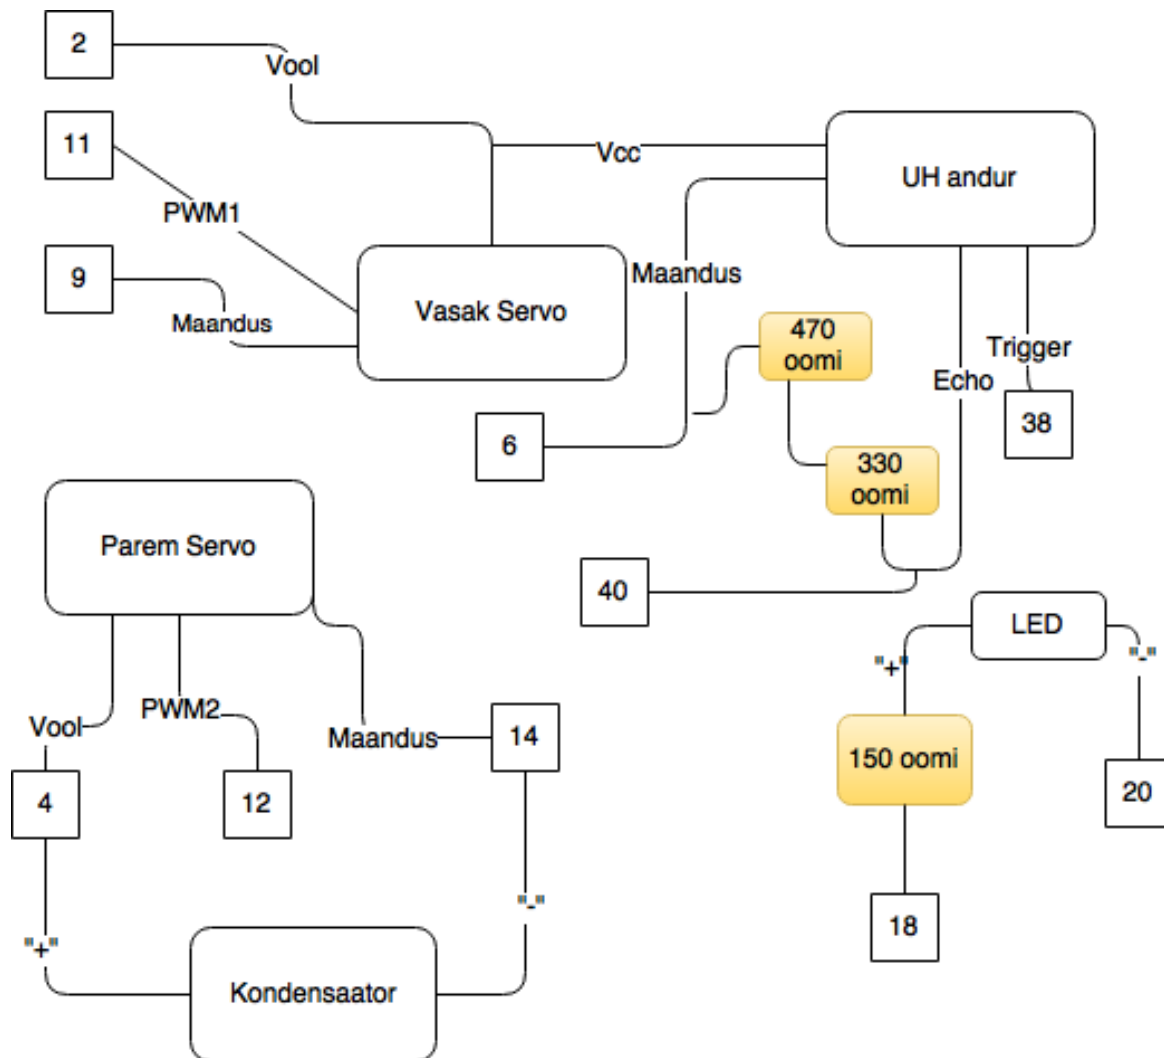 2
Vool
11
Vcc
UH andur
PWM1
9
Maandus
Vasak Servo
Maandus
470
oomi
Trigger
Echo
6
38
330
oomi
Parem Servo
40
LED
"+"
"-"
Vool
PWM2
Maandus
14
150 oomi
4
12
20
"-"
18
"+"
Kondensaator